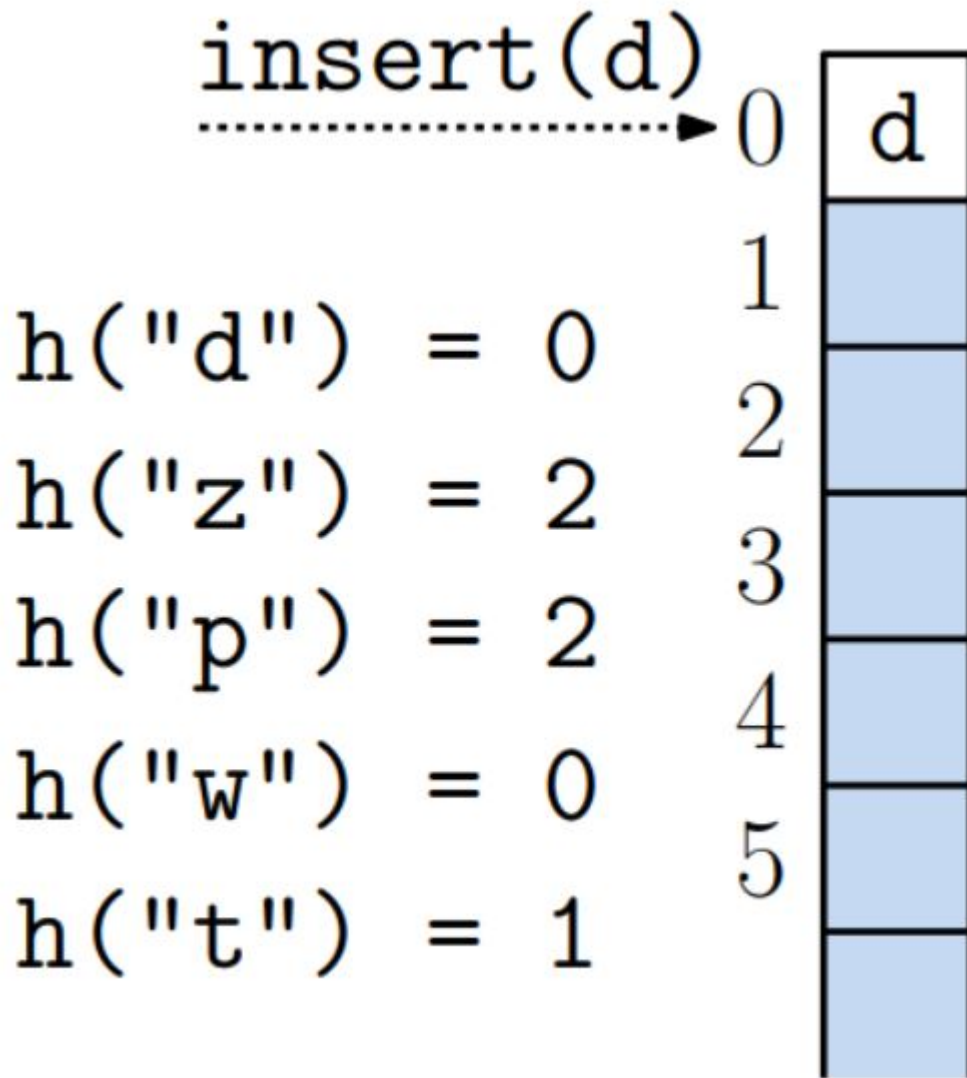 insert(d)
0 d
1
h("d") = 0
2
h("z") = 2
3
h("p") = 2
4
h("w") = 0
5
h("t") = 1